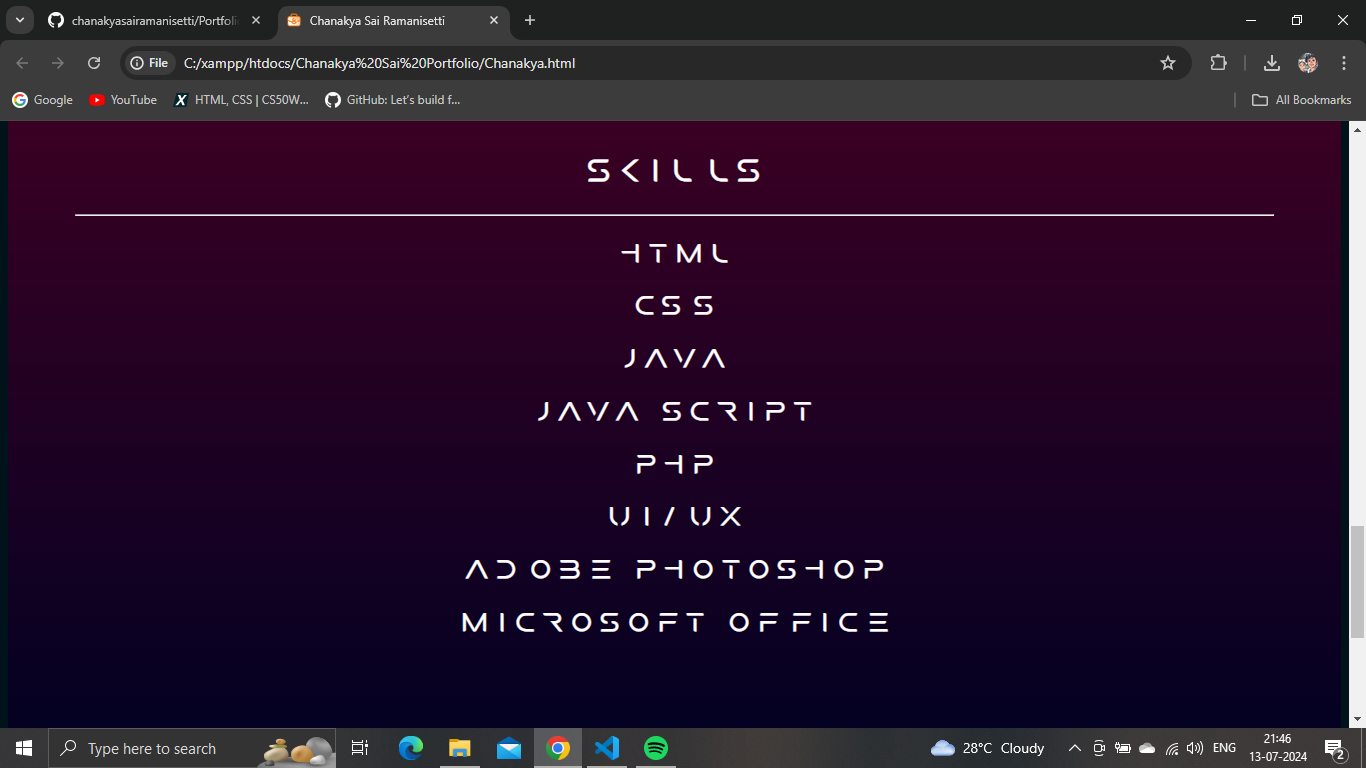 chanakyasairamanisetti/Portfoli
Chanakya Sai Ramanisetti
File
C:/xampp/htdocs/Chanakya%20Sai%20Portfolio/Chanakya.html
Google
YouTube
HTML, CSS | CS50W...
GitHub: Let's build f...
All Bookmarks
SKILLS
HTML
CSS
JAVA
JAVA SCRIPT
PHP
UI/UX
ADOBE PHOTOSHOP
MICROSOFT OFFICE
Type here to search
28°C Cloudy
ENG
21:46
13-07-2024
2